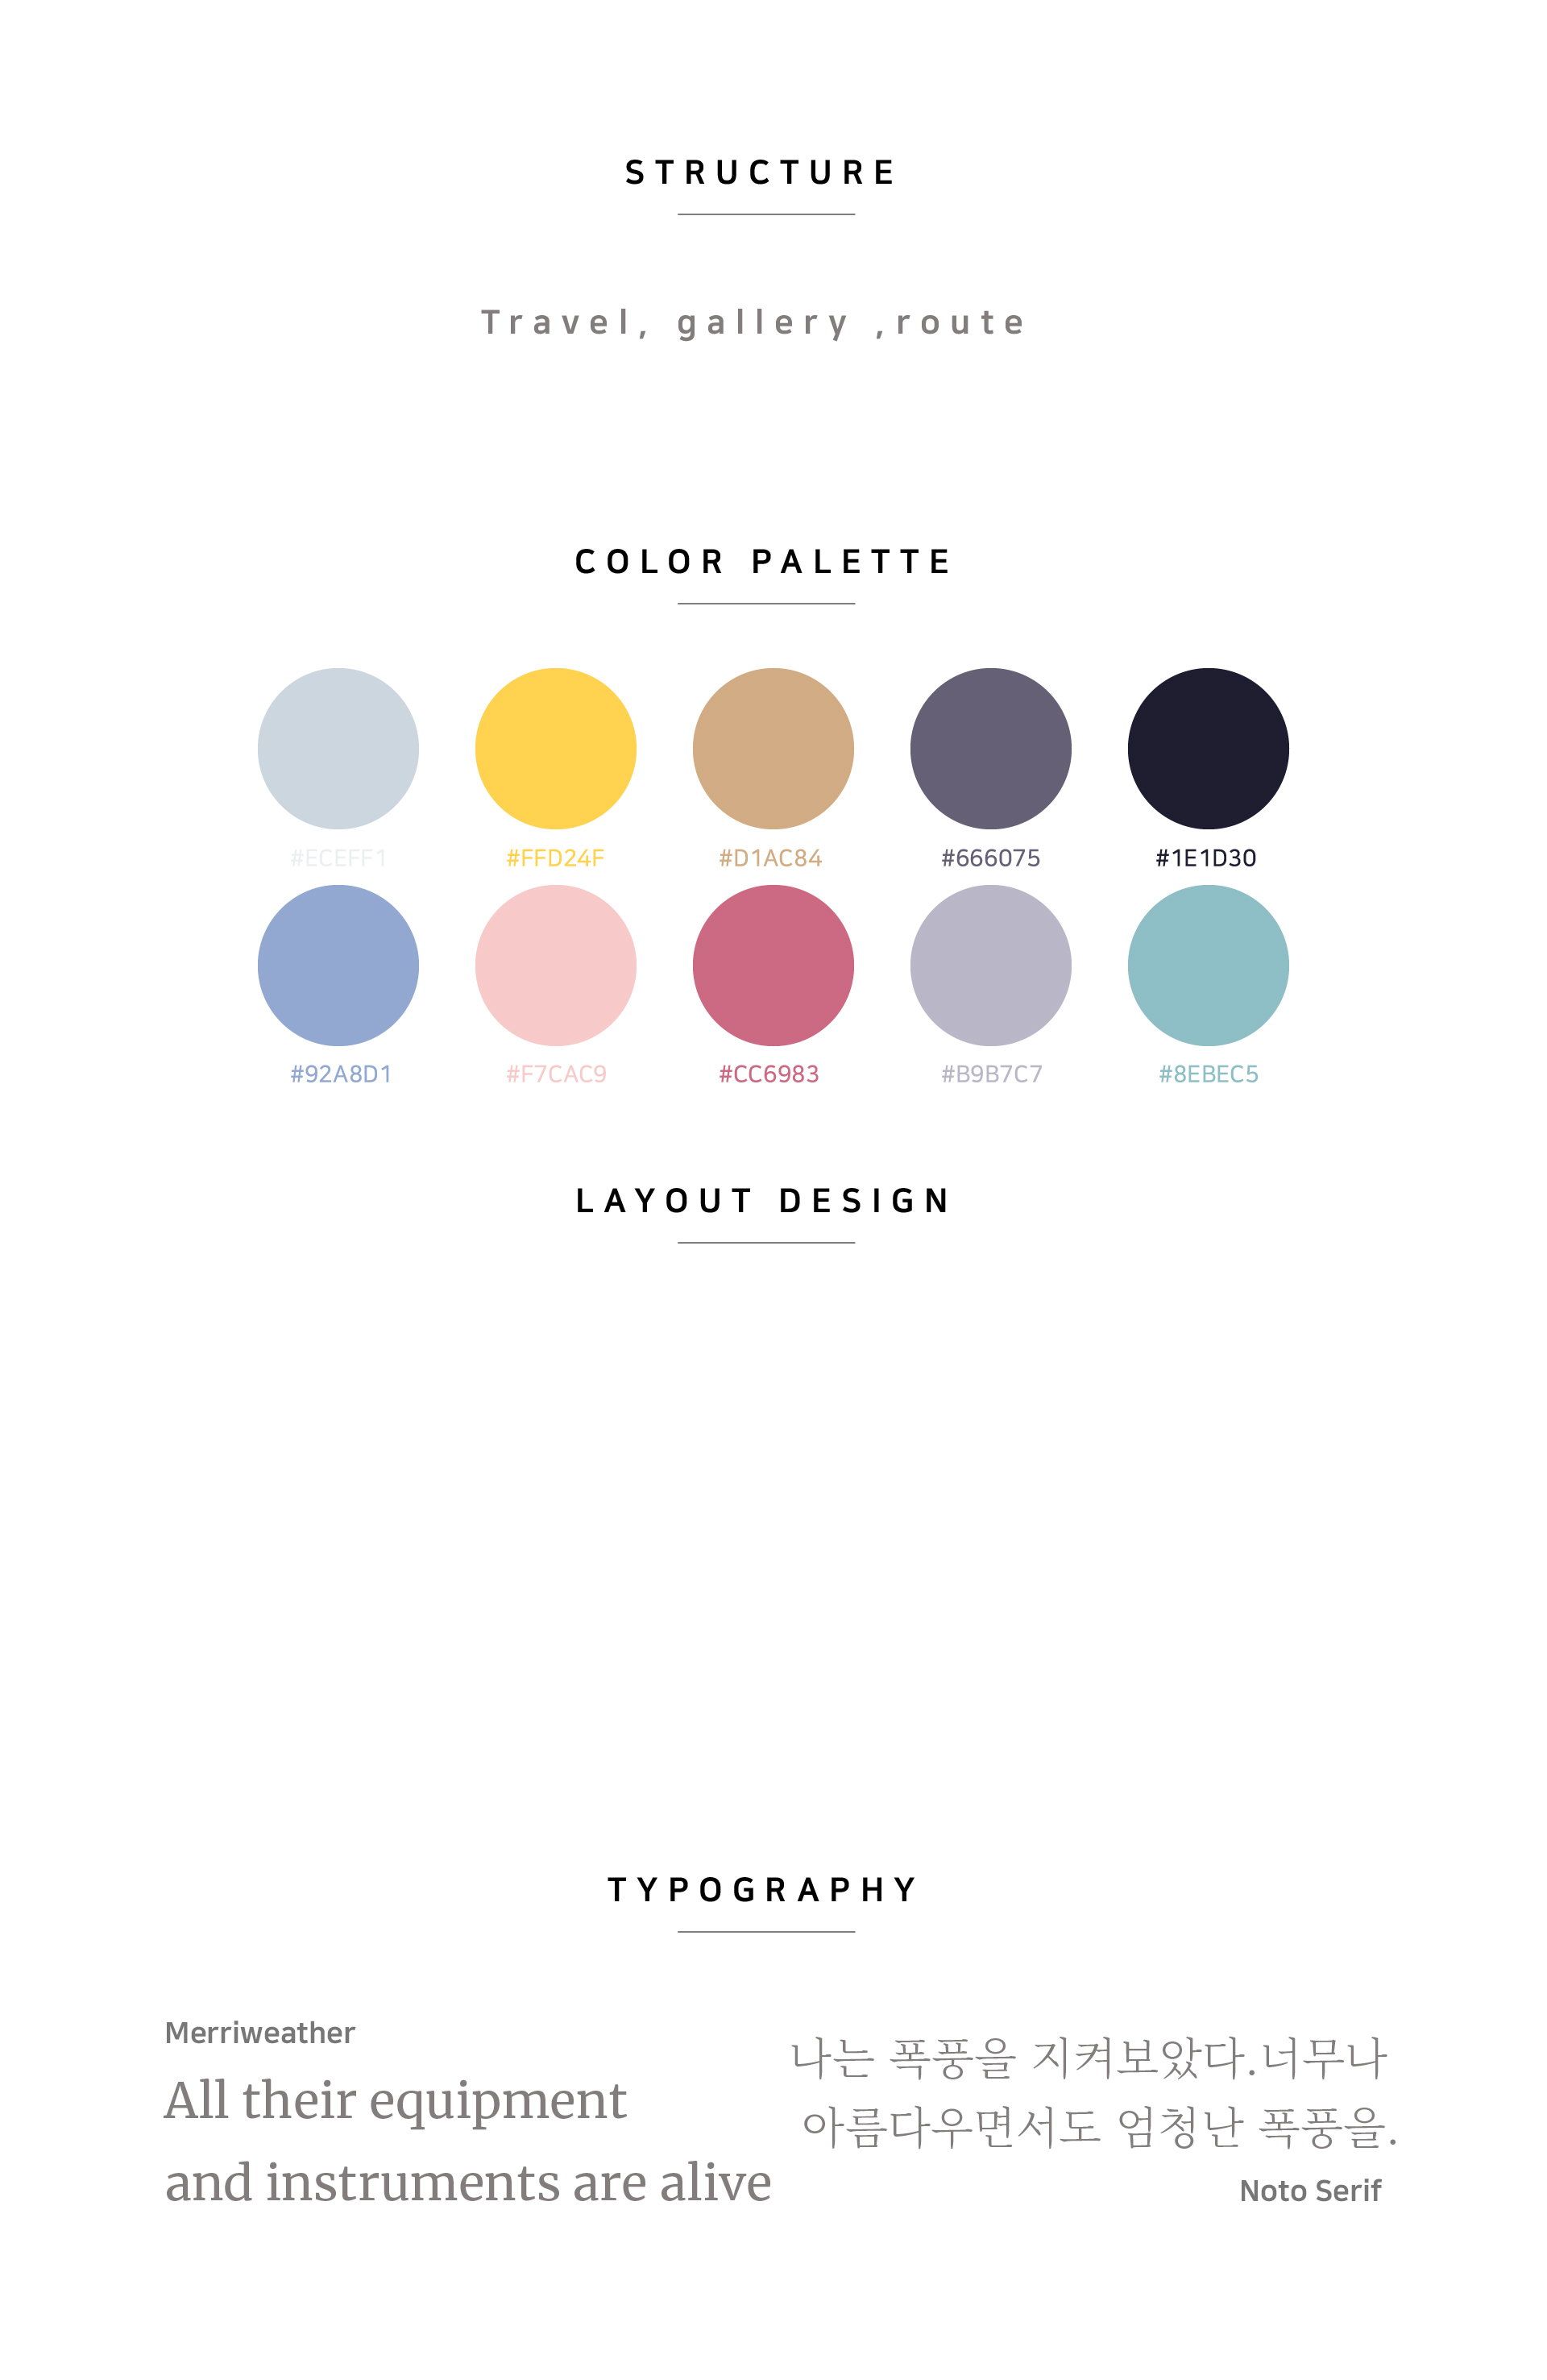 STRUCTURE
Travel, gallery ,route
COLOR PALETTE
#ECEFF1 #FFD24F #D1AC84 #666075 #1E1D30
#92A8D1 #F7CAC9 #CC6983 #B9B7C7 #8EBEC5
LAYOUT DESIGN
TYPOGRAPHY
Merriweather
All their equipment
and instruments are alive
나는 폭풍을 지켜보았다.너무나
아름다우면서도 엄청난 폭풍을.
Noto Serif